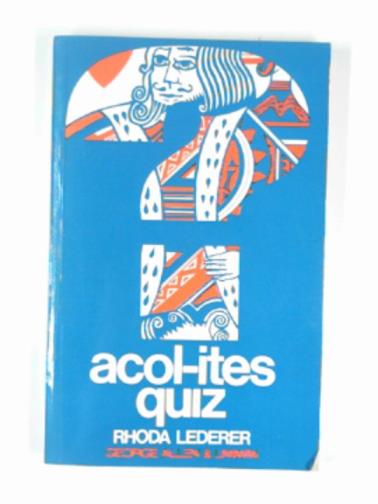 acol-ites
quiz
RHODA LEDERER
GEORGE ALLEN & UNWIN